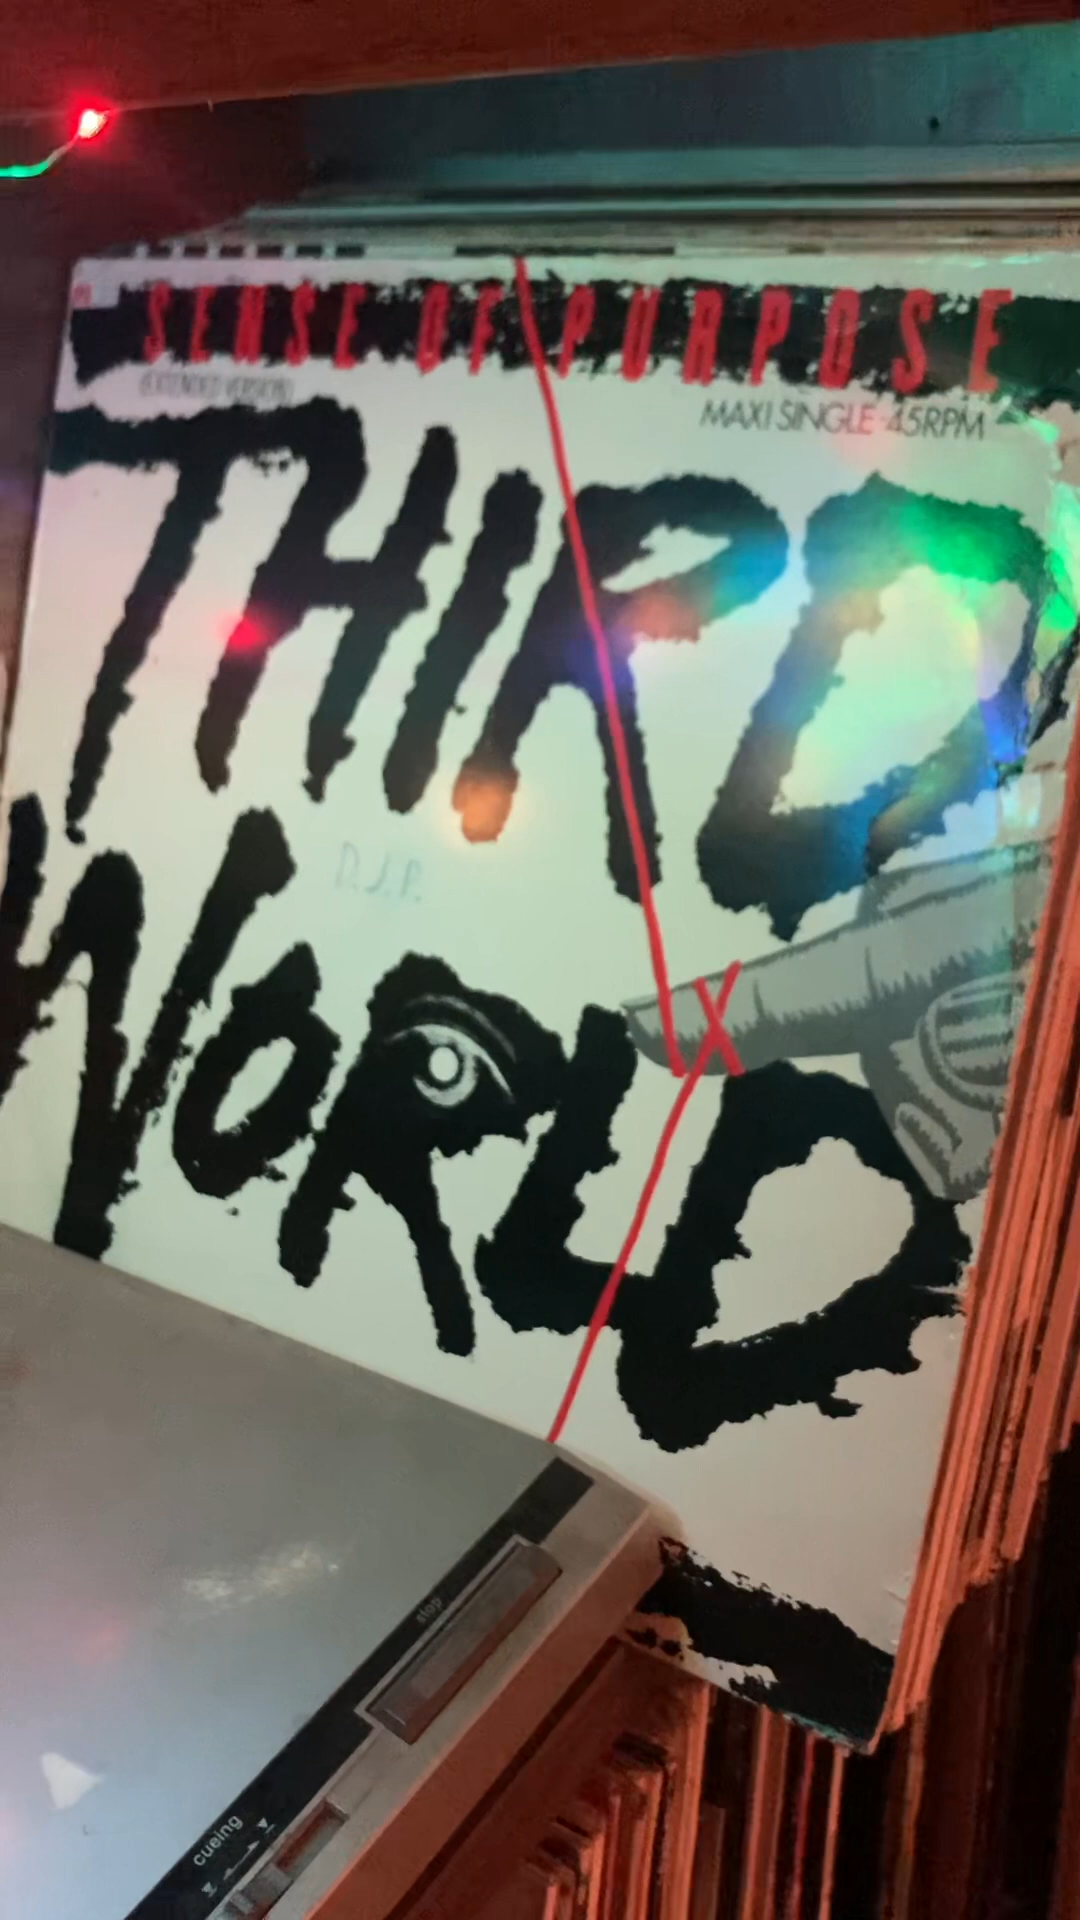 SENSE OF PURPOSE
(EXTENDED VERSION)
MAXI SINGLE-45RPM
THIRD
D.J.P.
WORLD
stop
cueing